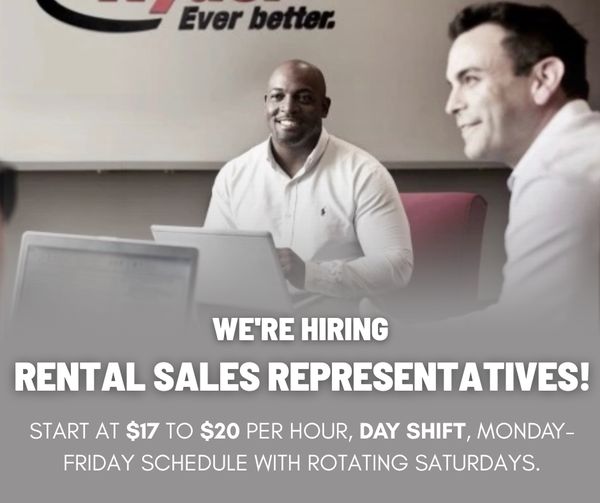 Ryder
Ever better.
WE'RE HIRING
RENTAL SALES REPRESENTATIVES!
START AT $17 TO $20 PER HOUR, DAY SHIFT, MONDAY-
FRIDAY SCHEDULE WITH ROTATING SATURDAYS.